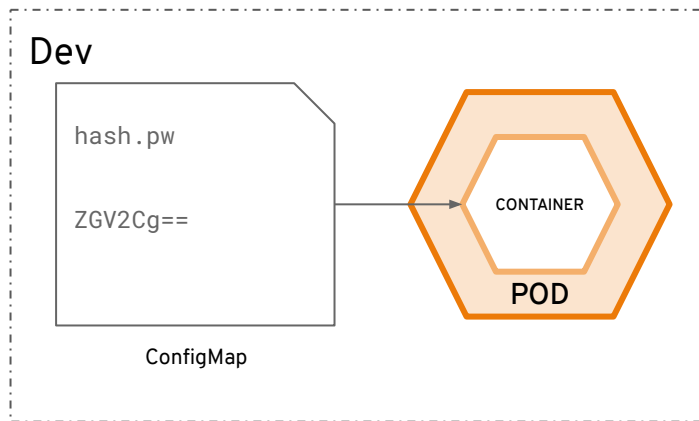 Dev
hash.pw
ZGV2Cg==
ConfigMap
CONTAINER
POD